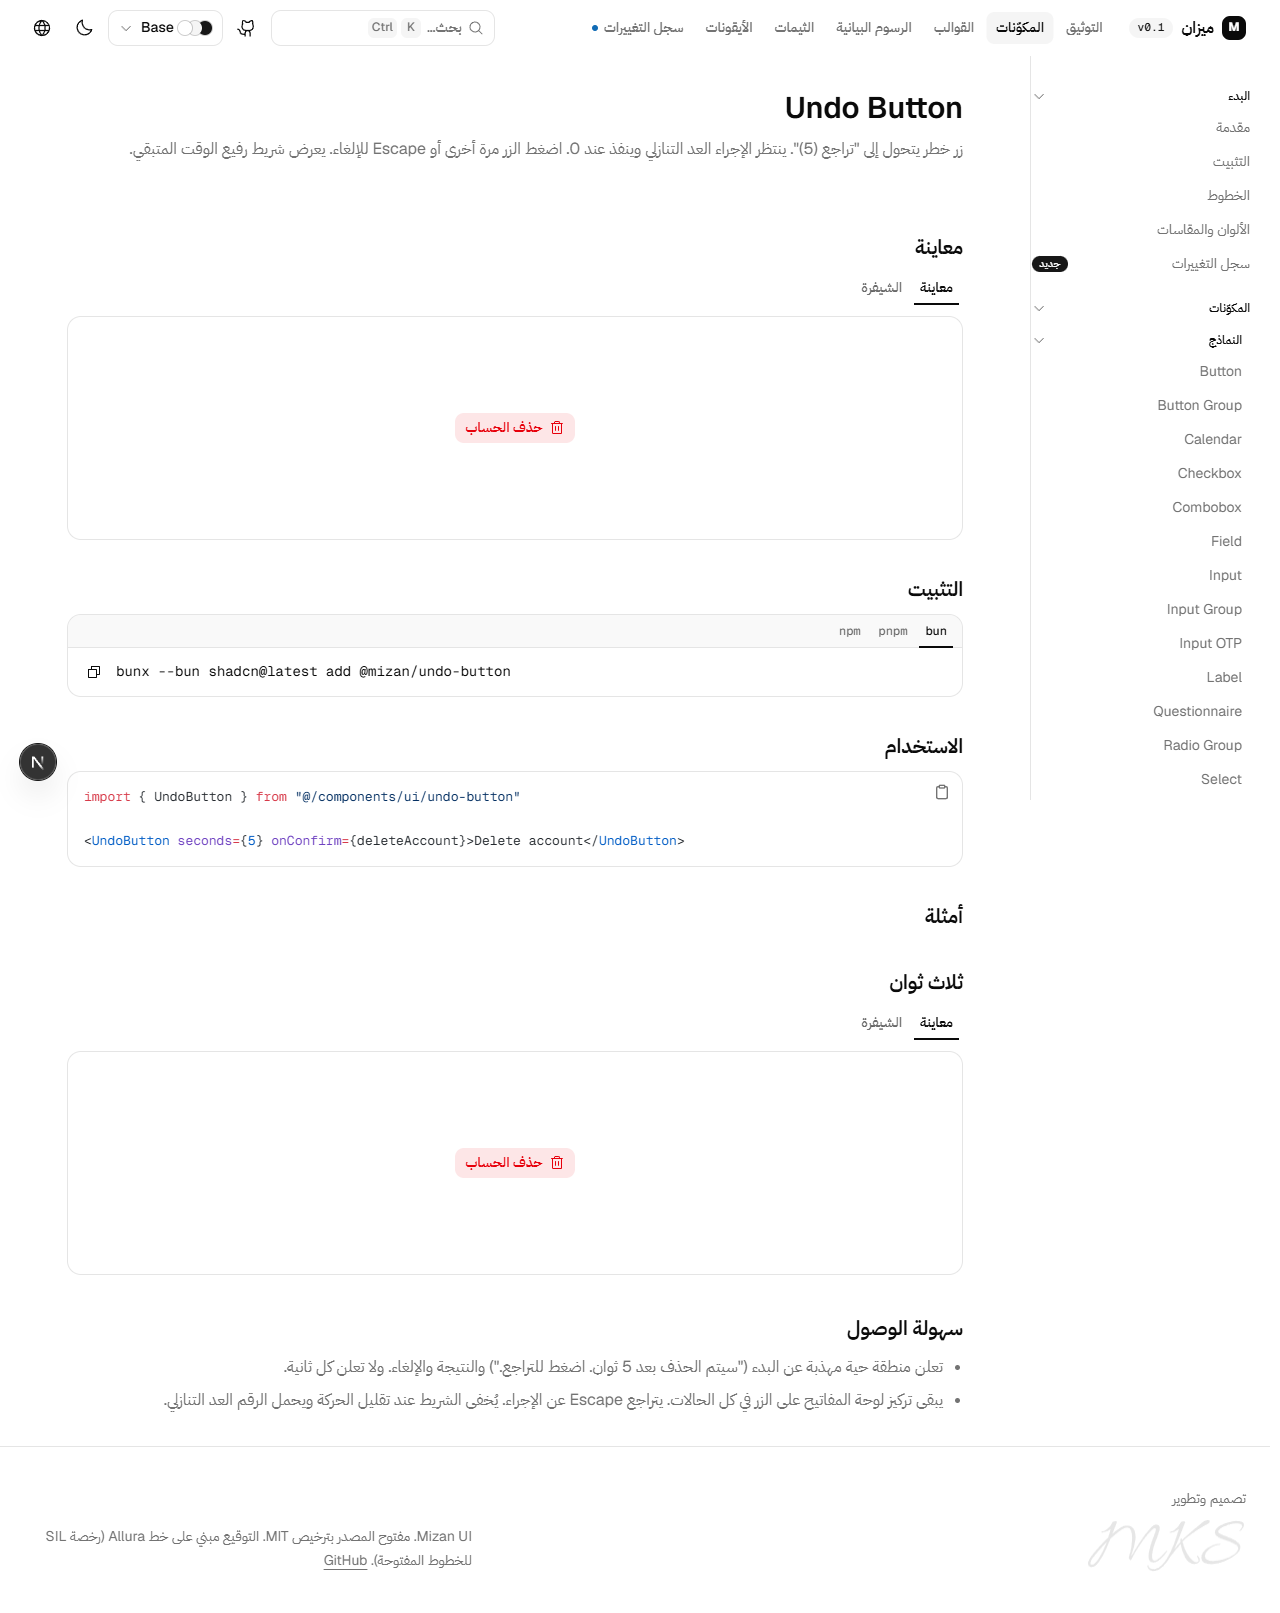 M ميزان v0.1 التوثيق المكوّنات القوالب الرسوم البيانية الثيمات الأيقونات سجل التغييرات بحث... Ctrl K Base
البدء
مقدمة
التثبيت
الخطوط
الألوان والمقاسات
سجل التغييرات جديد
المكوّنات
النماذج
Button
Button Group
Calendar
Checkbox
Combobox
Field
Input
Input Group
Input OTP
Label
Questionnaire
Radio Group
Select
Undo Button
زر خطر يتحول إلى "تراجع (5)". ينتظر الإجراء العد التنازلي وينفذ عند 0. اضغط الزر مرة أخرى أو Escape للإلغاء. يعرض شريط رفيع الوقت المتبقي.
معاينة
معاينة الشيفرة
حذف الحساب
التثبيت
bun pnpm npm
bunx --bun shadcn@latest add @mizan/undo-button
الاستخدام
import { UndoButton } from "@/components/ui/undo-button"
<UndoButton seconds={5} onConfirm={deleteAccount}>Delete account</UndoButton>
أمثلة
ثلاث ثوان
معاينة الشيفرة
حذف الحساب
سهولة الوصول
• تعلن منطقة حية مهذبة عن البدء ("سيتم الحذف بعد 5 ثوان. اضغط للتراجع.") والنتيجة والإلغاء. ولا تعلن كل ثانية.
• يبقى تركيز لوحة المفاتيح على الزر في كل الحالات. يتراجع Escape عن الإجراء. يُخفى الشريط عند تقليل الحركة ويحمل الرقم العد التنازلي.
تصميم وتطوير
MKS
Mizan UI. مفتوح المصدر بترخيص MIT. التوقيع مبني على خط Allura (رخصة SIL
للخطوط المفتوحة). GitHub
N